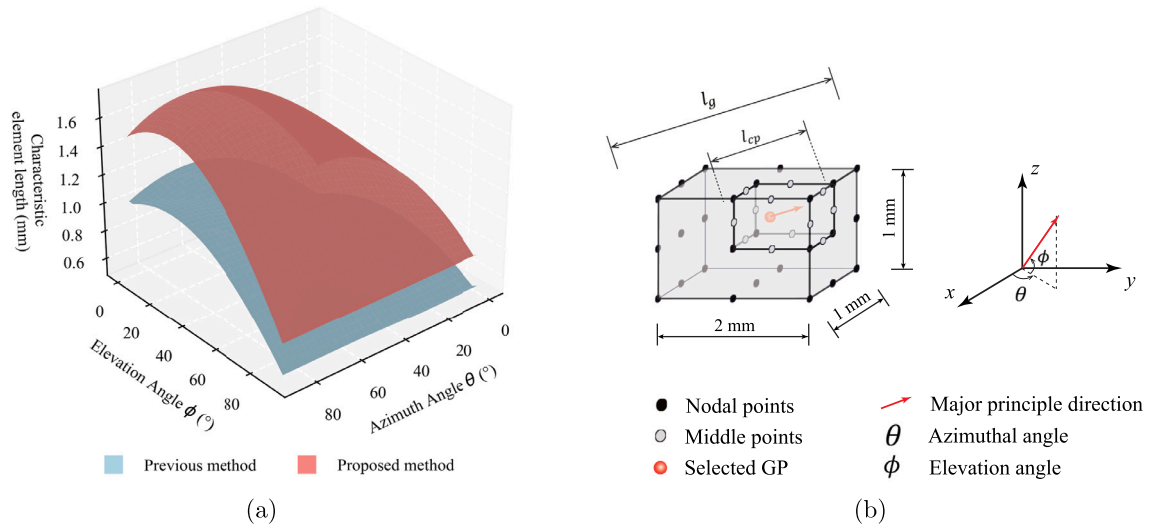 Characteristic
element length (mm)
1.6
1.4
1.2
1.0
0.8
0.6
0
20
40
60
80
Elevation Angle ϕ (°)
80
60
40
20
0
Azimuth Angle θ (°)
Previous method
Proposed method
(a)
l_g
l_cp
1 mm
1 mm
2 mm
z
ϕ
x
θ
y
Nodal points
Middle points
Selected GP
Major principle direction
θ Azimuthal angle
ϕ Elevation angle
(b)